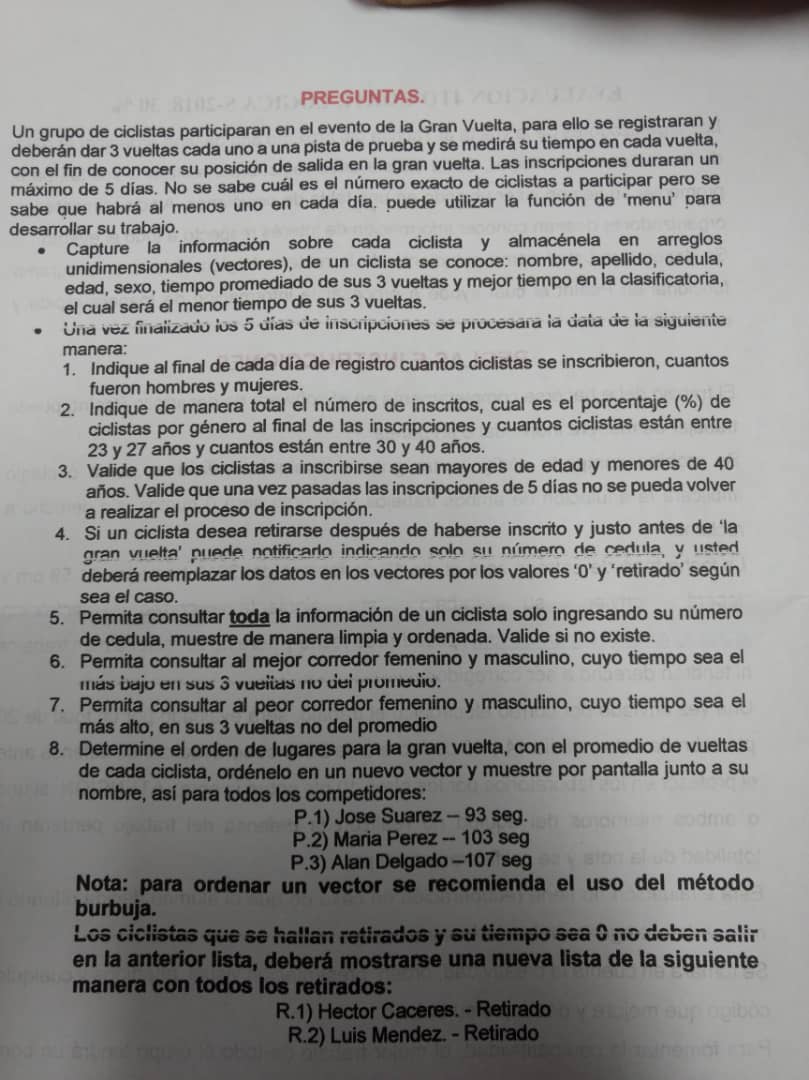 PREGUNTAS.
Un grupo de ciclistas participaran en el evento de la Gran Vuelta, para ello se registraran y
deberán dar 3 vueltas cada uno a una pista de prueba y se medirá su tiempo en cada vuelta,
con el fin de conocer su posición de salida en la gran vuelta. Las inscripciones duraran un
máximo de 5 días. No se sabe cuál es el número exacto de ciclistas a participar pero se
sabe que habrá al menos uno en cada día. puede utilizar la función de 'menu' para
desarrollar su trabajo.
• Capture la información sobre cada ciclista y almacénela en arreglos
unidimensionales (vectores), de un ciclista se conoce: nombre, apellido, cedula,
edad, sexo, tiempo promediado de sus 3 vueltas y mejor tiempo en la clasificatoria,
el cual será el menor tiempo de sus 3 vueltas.
• Una vez finalizado los 5 días de inscripciones se procesara la data de la siguiente
manera:
1. Indique al final de cada día de registro cuantos ciclistas se inscribieron, cuantos
fueron hombres y mujeres.
2. Indique de manera total el número de inscritos, cual es el porcentaje (%) de
ciclistas por género al final de las inscripciones y cuantos ciclistas están entre
23 y 27 años y cuantos están entre 30 y 40 años.
3. Valide que los ciclistas a inscribirse sean mayores de edad y menores de 40
años. Valide que una vez pasadas las inscripciones de 5 días no se pueda volver
a realizar el proceso de inscripción.
4. Si un ciclista desea retirarse después de haberse inscrito y justo antes de 'la
gran vuelta' puede notificarlo indicando solo su número de cedula, y usted
deberá reemplazar los datos en los vectores por los valores '0' y 'retirado' según
sea el caso.
5. Permita consultar toda la información de un ciclista solo ingresando su número
de cedula, muestre de manera limpia y ordenada. Valide si no existe.
6. Permita consultar al mejor corredor femenino y masculino, cuyo tiempo sea el
más bajo en sus 3 vueltas no del promedio.
7. Permita consultar al peor corredor femenino y masculino, cuyo tiempo sea el
más alto, en sus 3 vueltas no del promedio
8. Determine el orden de lugares para la gran vuelta, con el promedio de vueltas
de cada ciclista, ordénelo en un nuevo vector y muestre por pantalla junto a su
nombre, así para todos los competidores:
P.1) Jose Suarez – 93 seg.
P.2) Maria Perez -- 103 seg
P.3) Alan Delgado –107 seg
Nota: para ordenar un vector se recomienda el uso del método
burbuja.
Los ciclistas que se hallan retirados y su tiempo sea 0 no deben salir
en la anterior lista, deberá mostrarse una nueva lista de la siguiente
manera con todos los retirados:
R.1) Hector Caceres. - Retirado
R.2) Luis Mendez. - Retirado